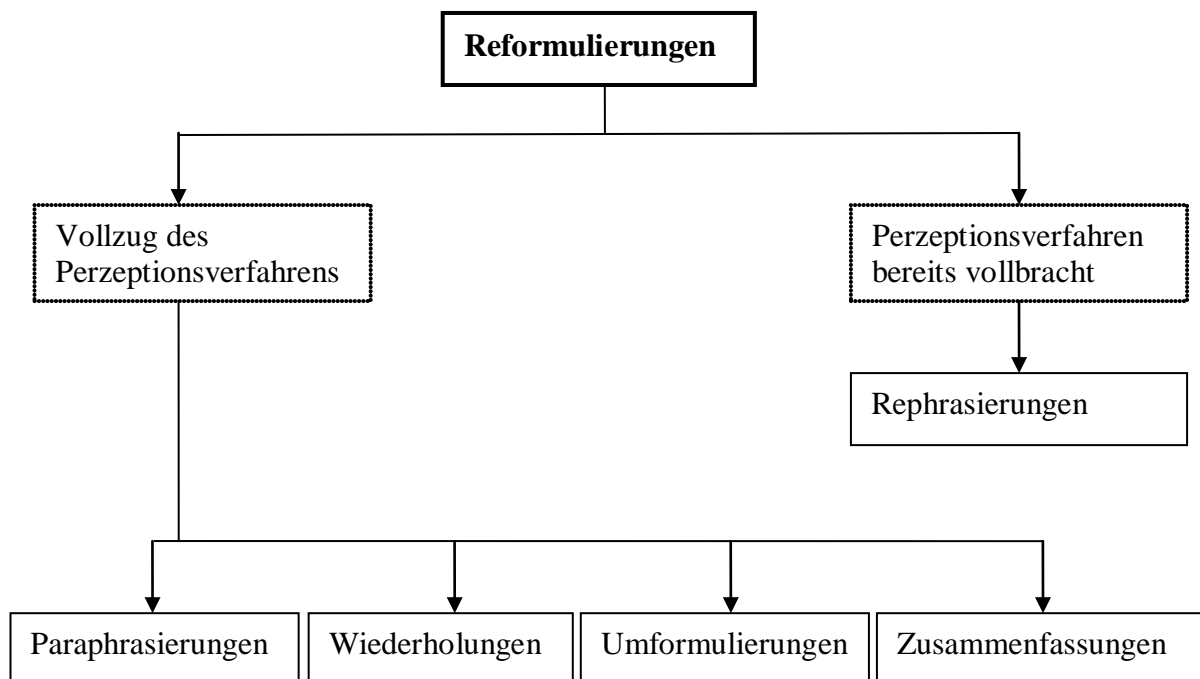 Reformulierungen
Vollzug des
Perzeptionsverfahrens
Perzeptionsverfahren
bereits vollbracht
Rephrasierungen
Paraphrasierungen
Wiederholungen
Umformulierungen
Zusammenfassungen